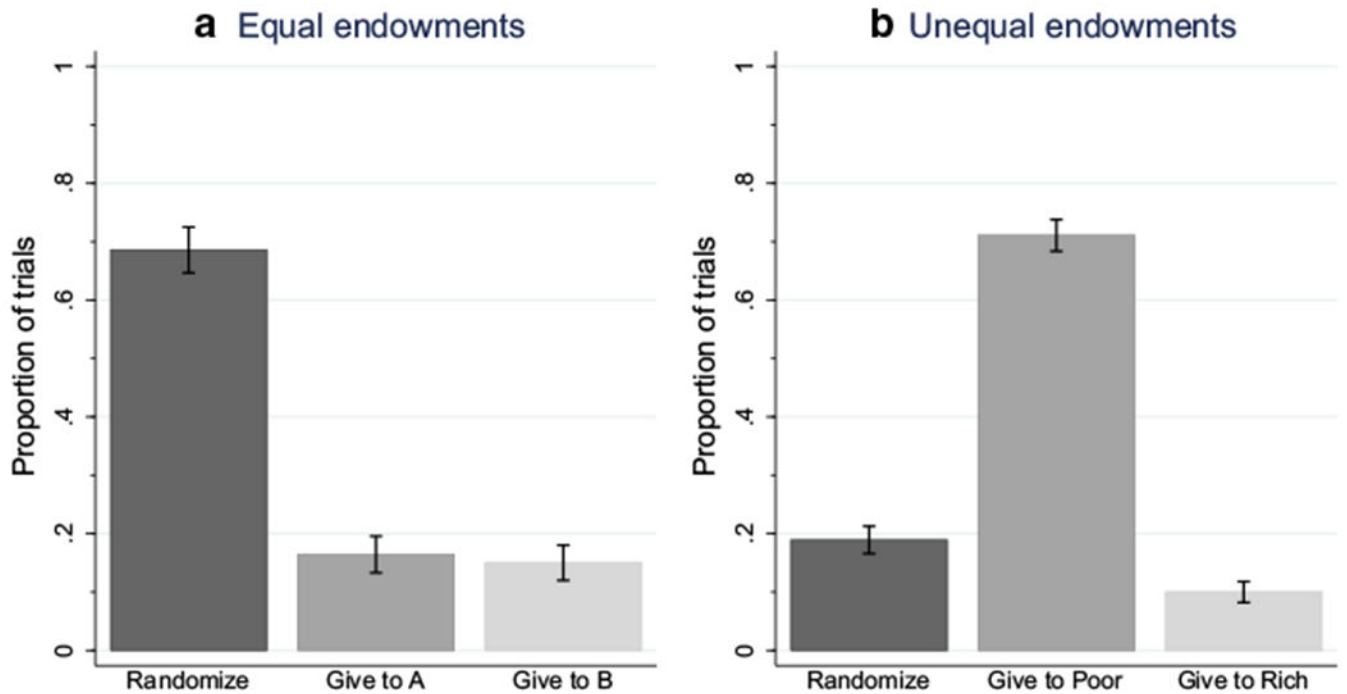 a Equal endowments
Proportion of trials
1
.8
.6
.4
.2
0
Randomize
Give to A
Give to B
b Unequal endowments
Proportion of trials
1
.8
.6
.4
.2
0
Randomize
Give to Poor
Give to Rich